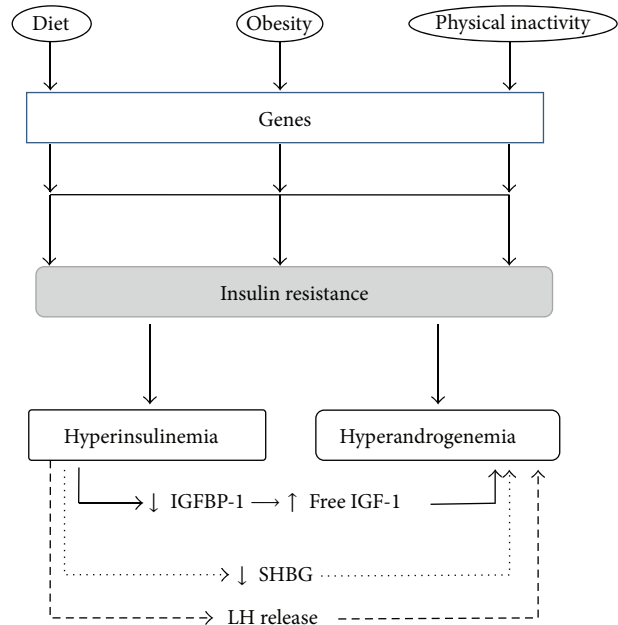 Diet Obesity Physical inactivity
Genes
Insulin resistance
Hyperinsulinemia Hyperandrogenemia
↓ IGFBP-1 → ↑ Free IGF-1
↓ SHBG
LH release